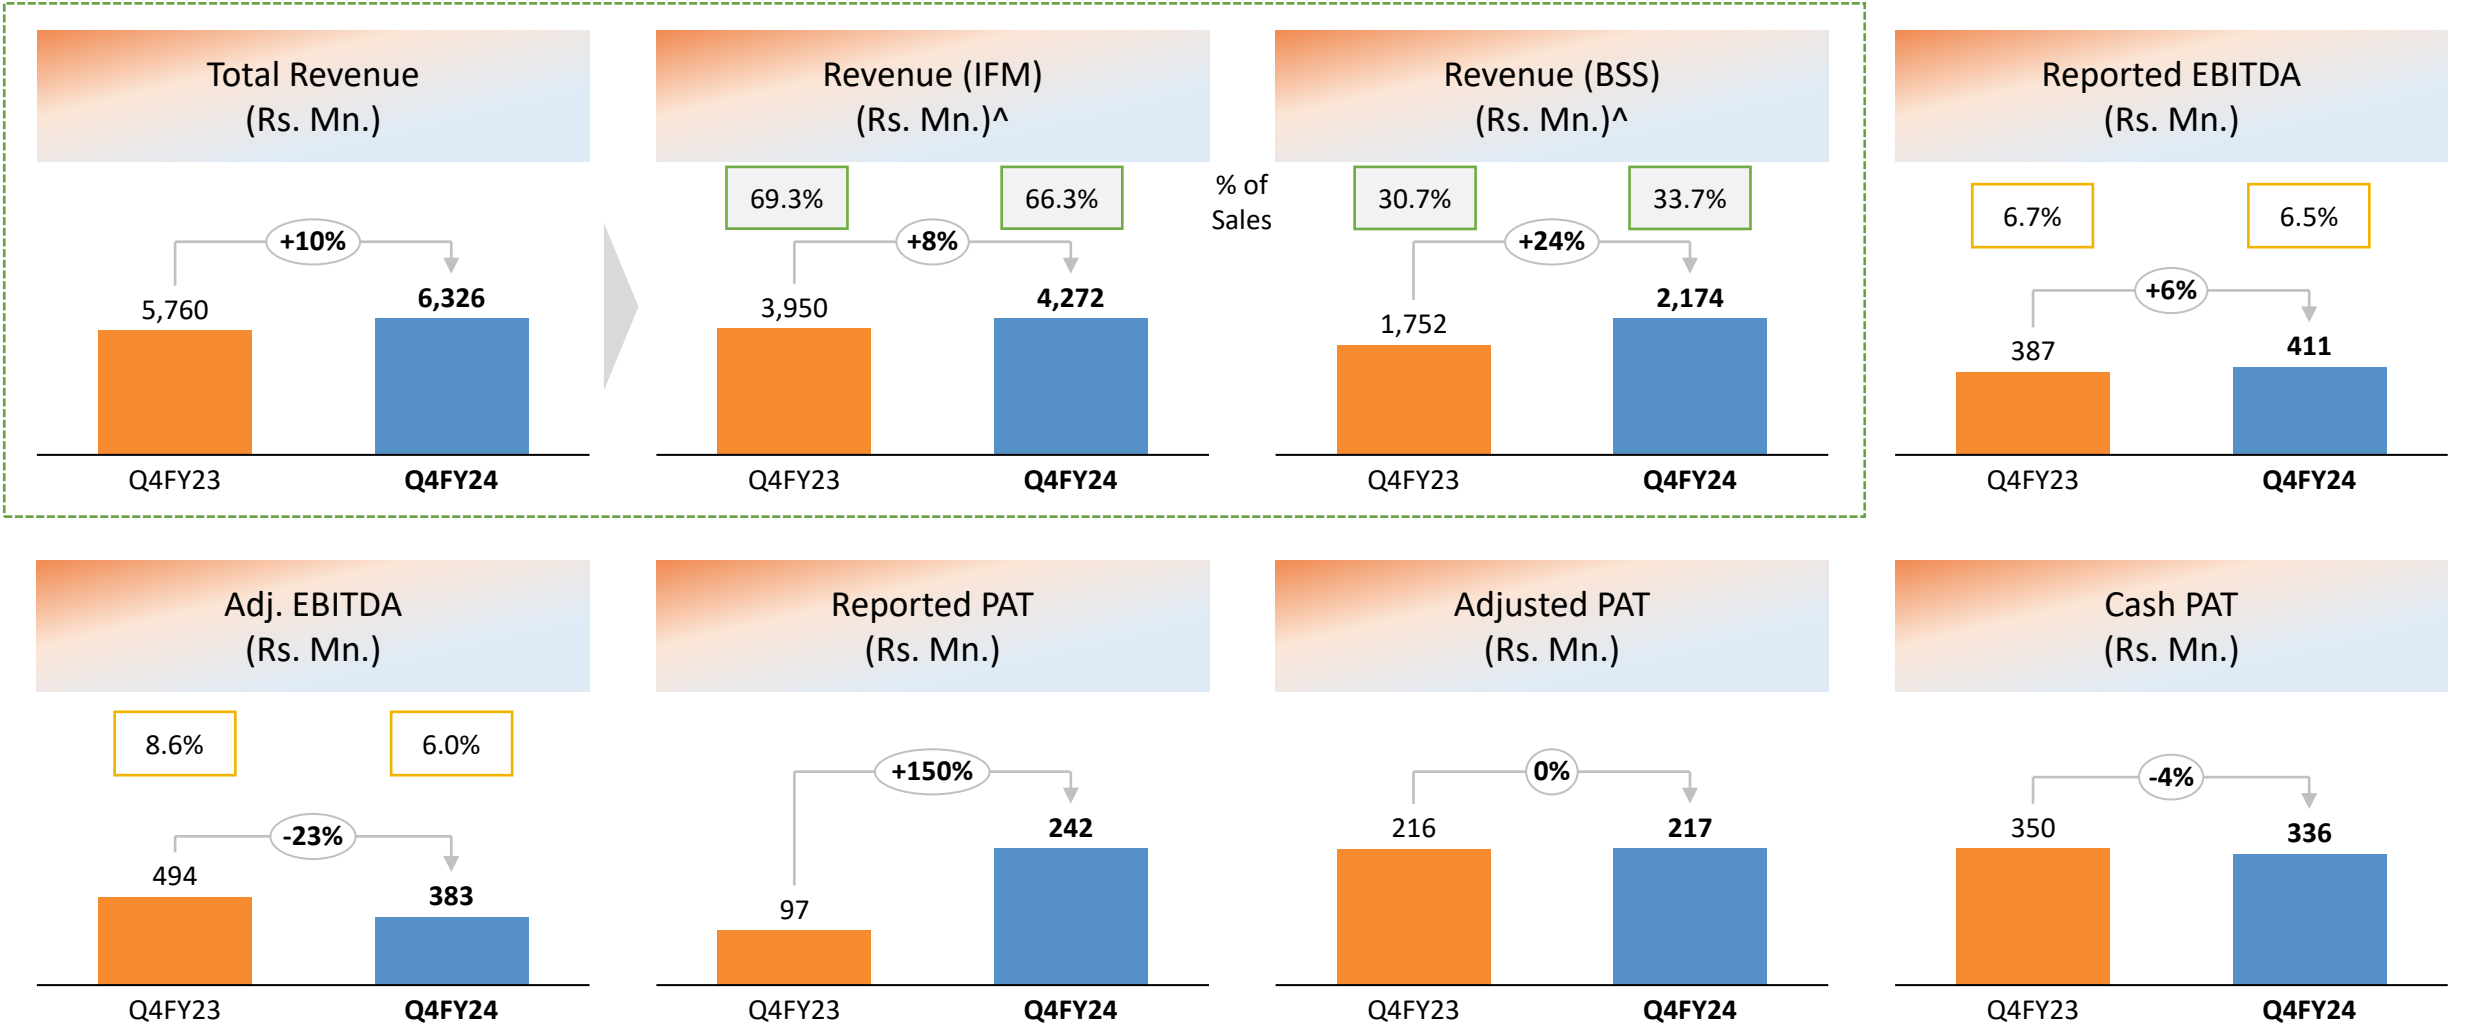 Total Revenue
(Rs. Mn.)
+10%
5,760
6,326
Q4FY23
Q4FY24
Revenue (IFM)
(Rs. Mn.)^
69.3%
66.3%
+8%
3,950
4,272
Q4FY23
Q4FY24
% of
Sales
Revenue (BSS)
(Rs. Mn.)^
30.7%
33.7%
+24%
1,752
2,174
Q4FY23
Q4FY24
Reported EBITDA
(Rs. Mn.)
6.7%
6.5%
+6%
387
411
Q4FY23
Q4FY24
Adj. EBITDA
(Rs. Mn.)
8.6%
6.0%
-23%
494
383
Q4FY23
Q4FY24
Reported PAT
(Rs. Mn.)
+150%
97
242
Q4FY23
Q4FY24
Adjusted PAT
(Rs. Mn.)
0%
216
217
Q4FY23
Q4FY24
Cash PAT
(Rs. Mn.)
-4%
350
336
Q4FY23
Q4FY24